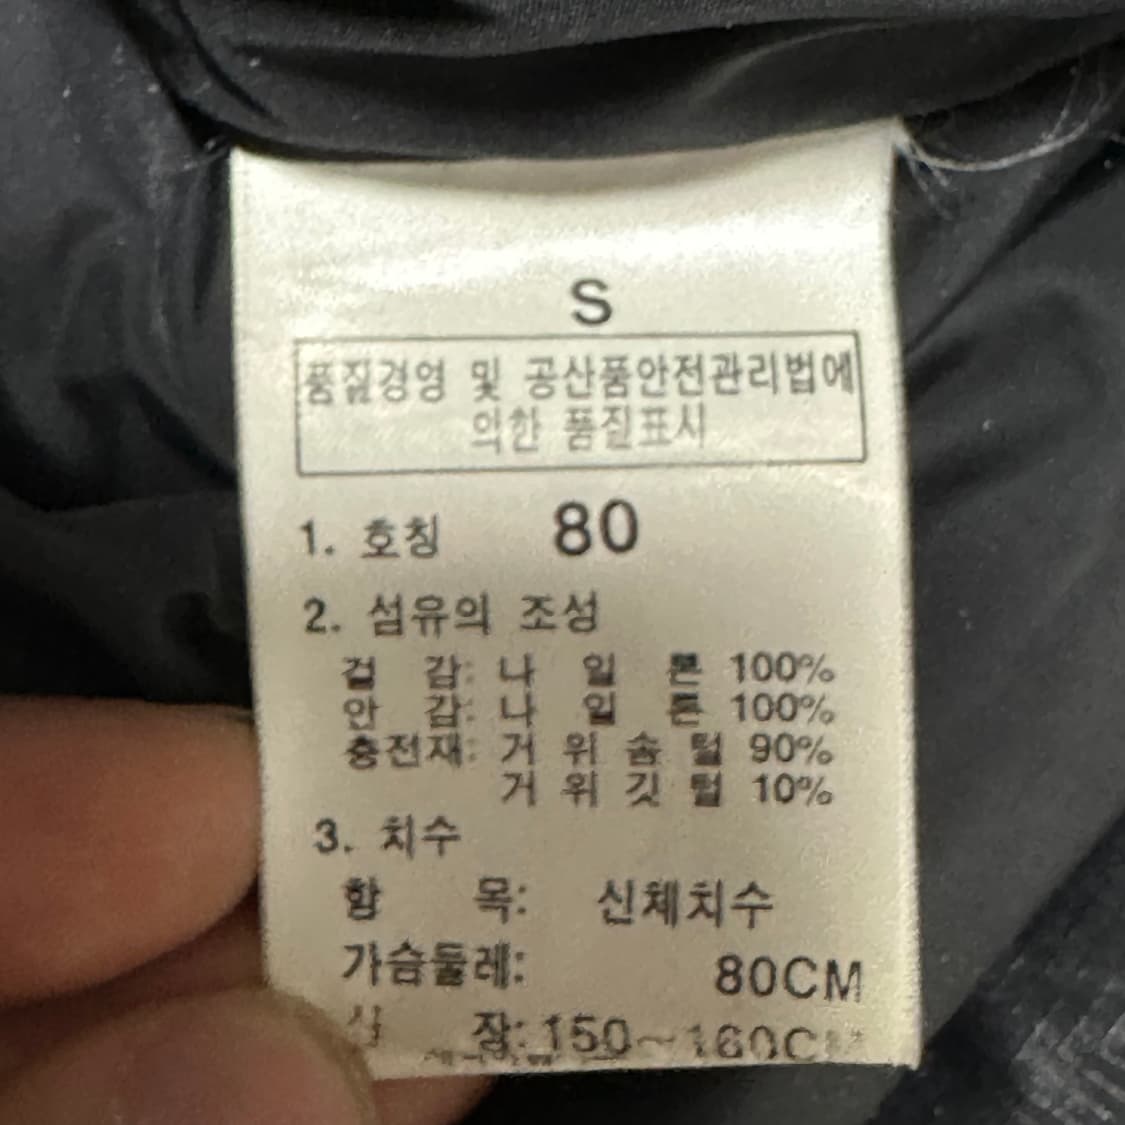 S
품질경영 및 공산품안전관리법에
의한 품질표시
1. 호칭 80
2. 섬유의 조성
겉 감: 나 일 론 100%
안 감: 나 일 론 100%
충전재: 거 위 솜 털 90%
거 위 깃 털 10%
3. 치수
항 목: 신체치수
가슴둘레: 80CM
신 장: 150~160CM